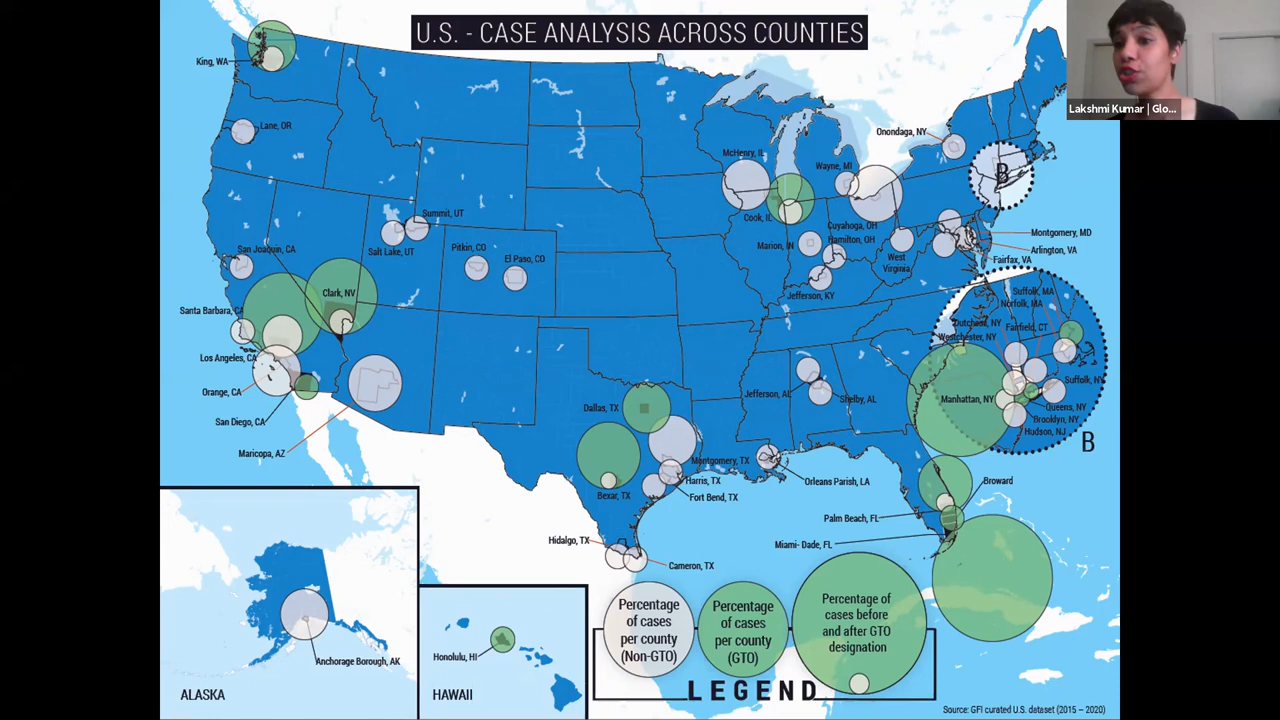 U.S. - CASE ANALYSIS ACROSS COUNTIES
Lakshmi Kumar | Glo...
King, WA
Lane, OR
Onondaga, NY
McHenry, IL
Wayne, MI
B
Cook, IL
Cuyahoga, OH
Hamilton, OH
Marion, IN
West
Virginia
Jefferson, KY
Montgomery, MD
Arlington, VA
Fairfax, VA
Summit, UT
Salt Lake, UT
Pitkin, CO
El Paso, CO
San Joaquin, CA
Clark, NV
Santa Barbara, CA
Los Angeles, CA
Orange, CA
San Diego, CA
Maricopa, AZ
Suffolk, MA
Norfolk, MA
Dutchest, NY
Fairfield, CT
Westchester, NY
Suffolk, NY
Manhattan, NY
Queens, NY
Brooklyn, NY
Hudson, NJ
B
Jefferson, AL
Shelby, AL
Dallas, TX
Montgomery, TX
Harris, TX
Fort Bend, TX
Bexar, TX
Orleans Parish, LA
Broward
Palm Beach, FL
Miami- Dade, FL
Hidalgo, TX
Cameron, TX
Anchorage Borough, AK
ALASKA
Honolulu, HI
HAWAII
Percentage
of cases
per county
(Non-GTO)
Percentage
of cases
per county
(GTO)
Percentage of
cases before
and after GTO
designation
LEGEND
Source: GFI curated U.S. dataset (2015 – 2020)